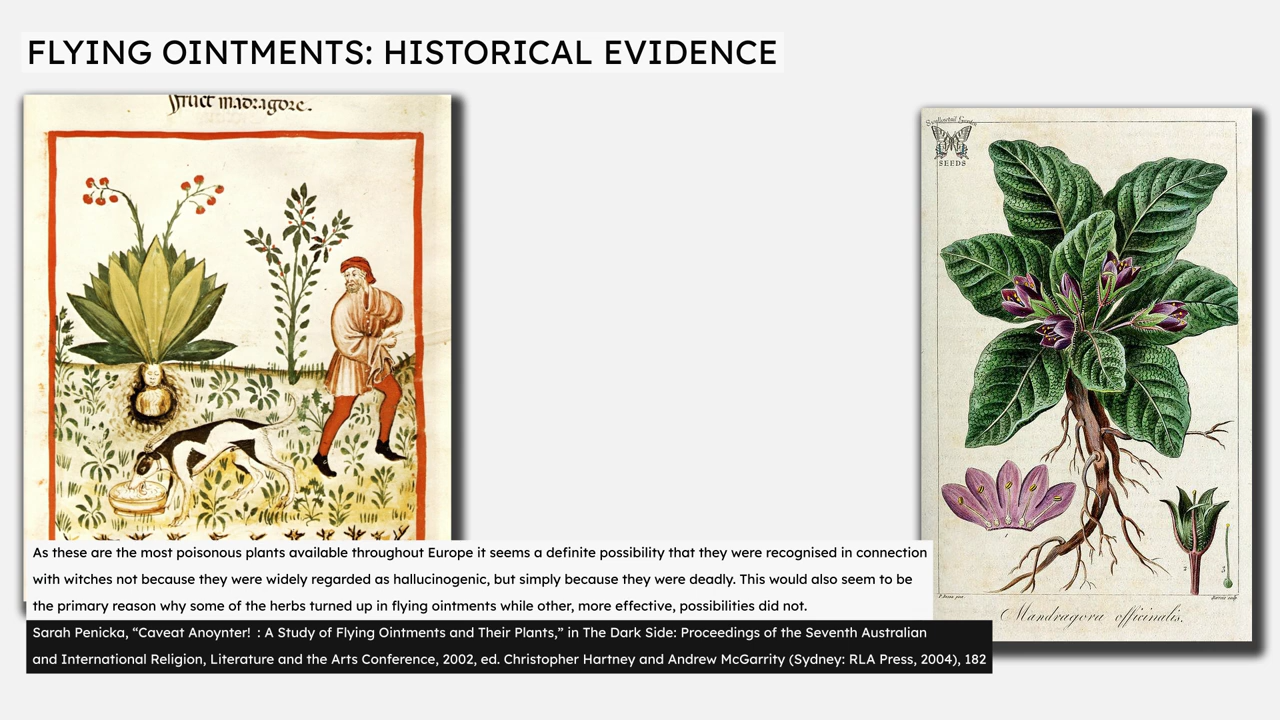 FLYING OINTMENTS: HISTORICAL EVIDENCE
Swallowtail Garden
SEEDS
As these are the most poisonous plants available throughout Europe it seems a definite possibility that they were recognised in connection
with witches not because they were widely regarded as hallucinogenic, but simply because they were deadly. This would also seem to be
the primary reason why some of the herbs turned up in flying ointments while other, more effective, possibilities did not.
Mandragora officinalis.
Sarah Penicka, “Caveat Anoynter! : A Study of Flying Ointments and Their Plants,” in The Dark Side: Proceedings of the Seventh Australian
and International Religion, Literature and the Arts Conference, 2002, ed. Christopher Hartney and Andrew McGarrity (Sydney: RLA Press, 2004), 182